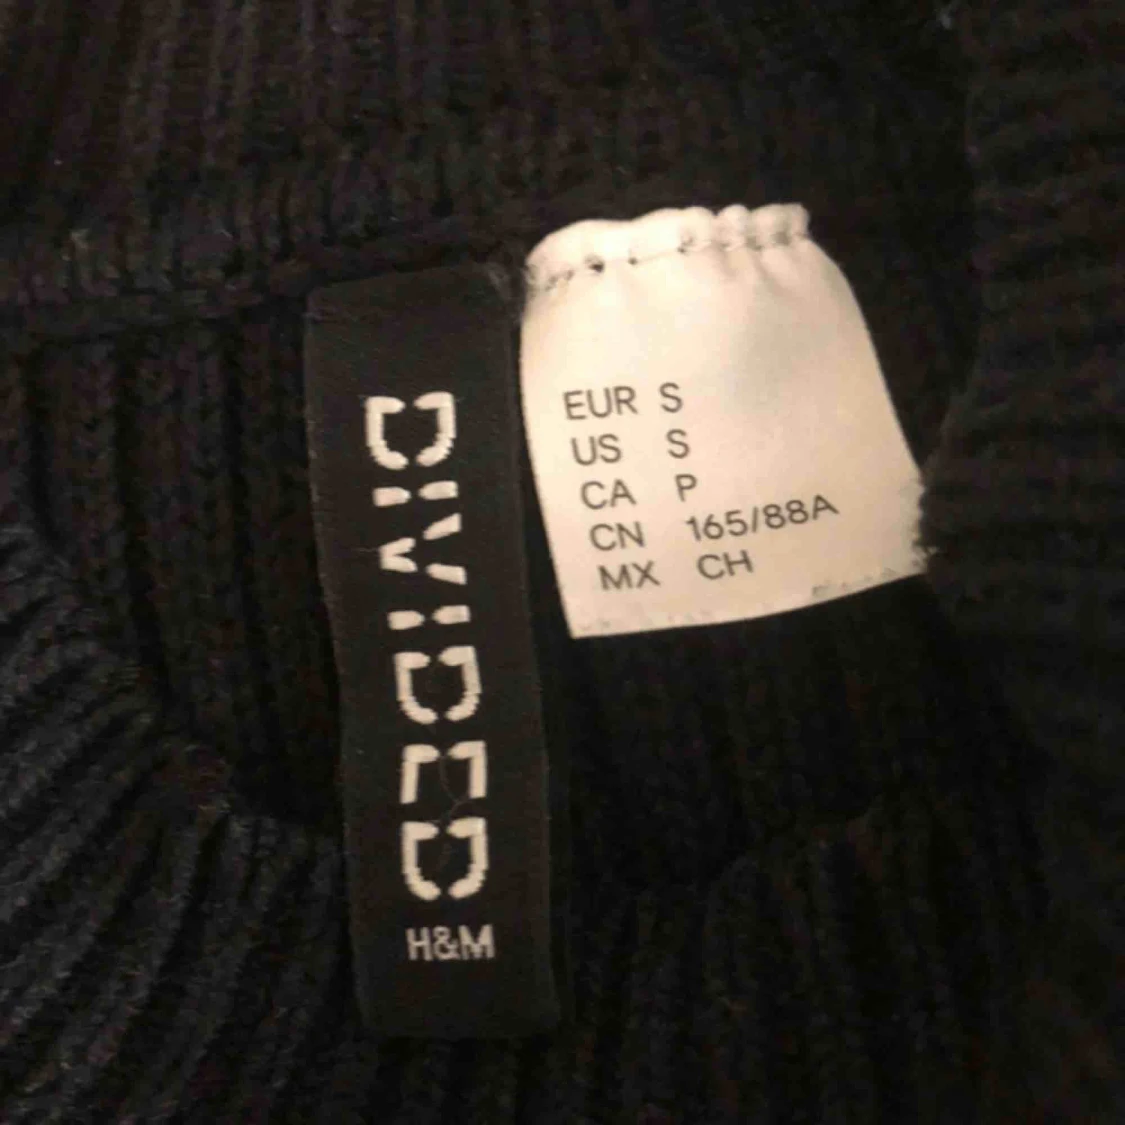 DIVIDED
H&M
EUR S
US S
CA P
CN 165/88A
MX CH